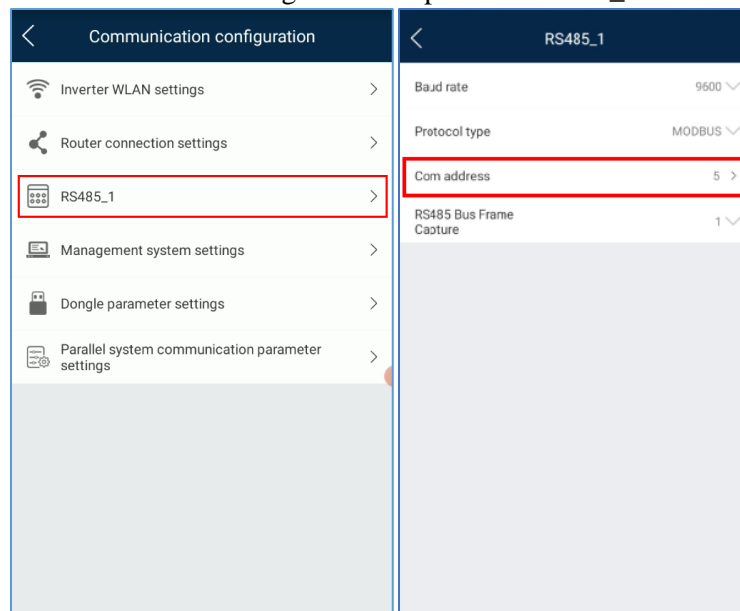 Communication configuration
Inverter WLAN settings
Router connection settings
RS485_1
Management system settings
Dongle parameter settings
Parallel system communication parameter
settings
RS485_1
Baud rate 9600
Protocol type MODBUS
Com address 5
RS485 Bus Frame
Capture 1